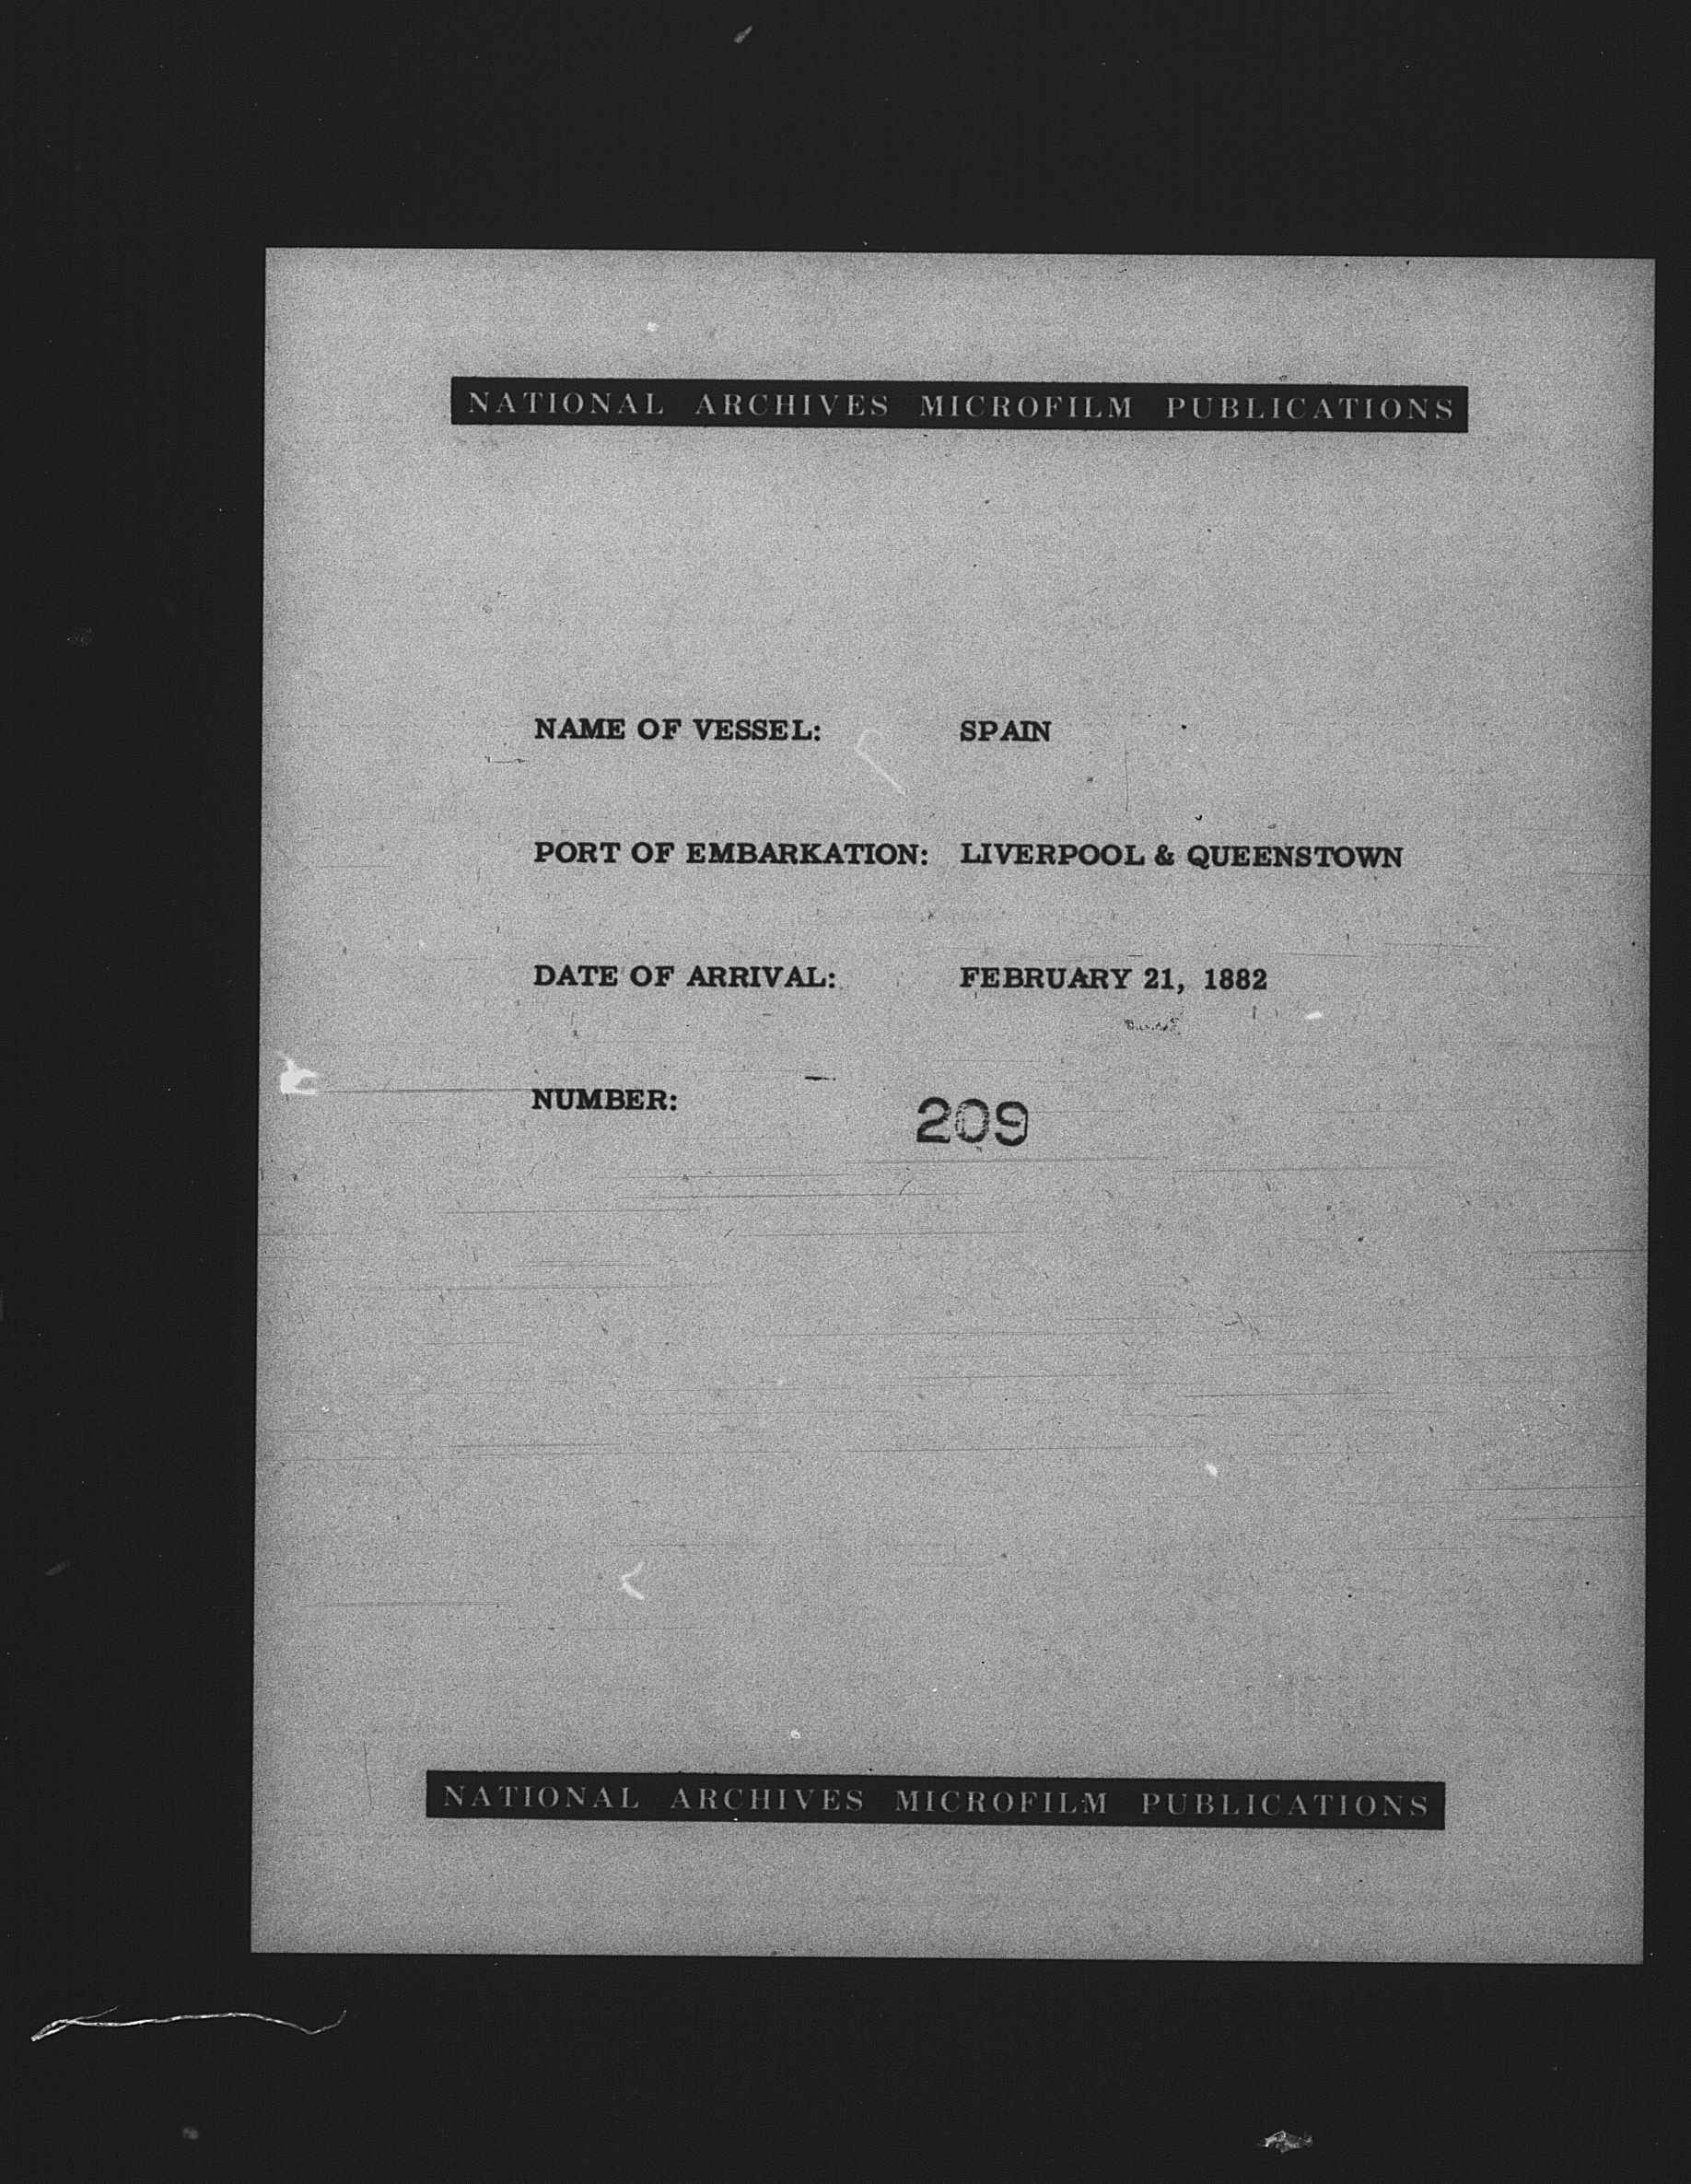 NATIONAL ARCHIVES MICROFILM PUBLICATIONS
NAME OF VESSEL: SPAIN
PORT OF EMBARKATION: LIVERPOOL & QUEENSTOWN
DATE OF ARRIVAL: FEBRUARY 21, 1882
NUMBER: 209
NATIONAL ARCHIVES MICROFILM PUBLICATIONS